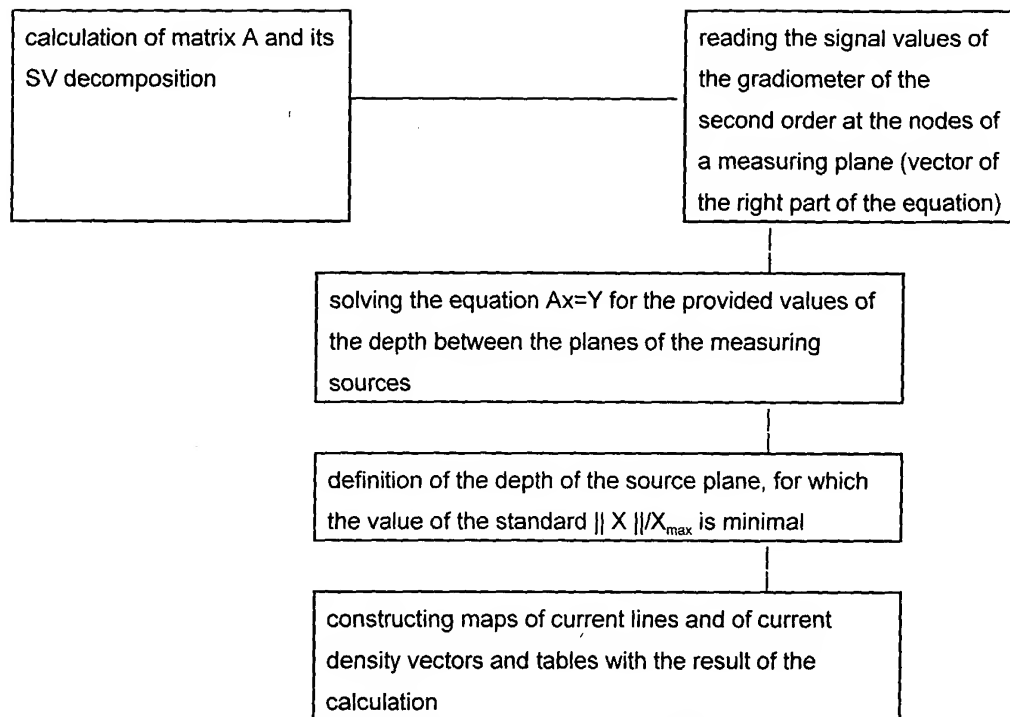 calculation of matrix A and its
SV decomposition
reading the signal values of
the gradiometer of the
second order at the nodes of
a measuring plane (vector of
the right part of the equation)
solving the equation Ax=Y for the provided values of
the depth between the planes of the measuring
sources
definition of the depth of the source plane, for which
the value of the standard || X ||/Xmax is minimal
constructing maps of current lines and of current
density vectors and tables with the result of the
calculation